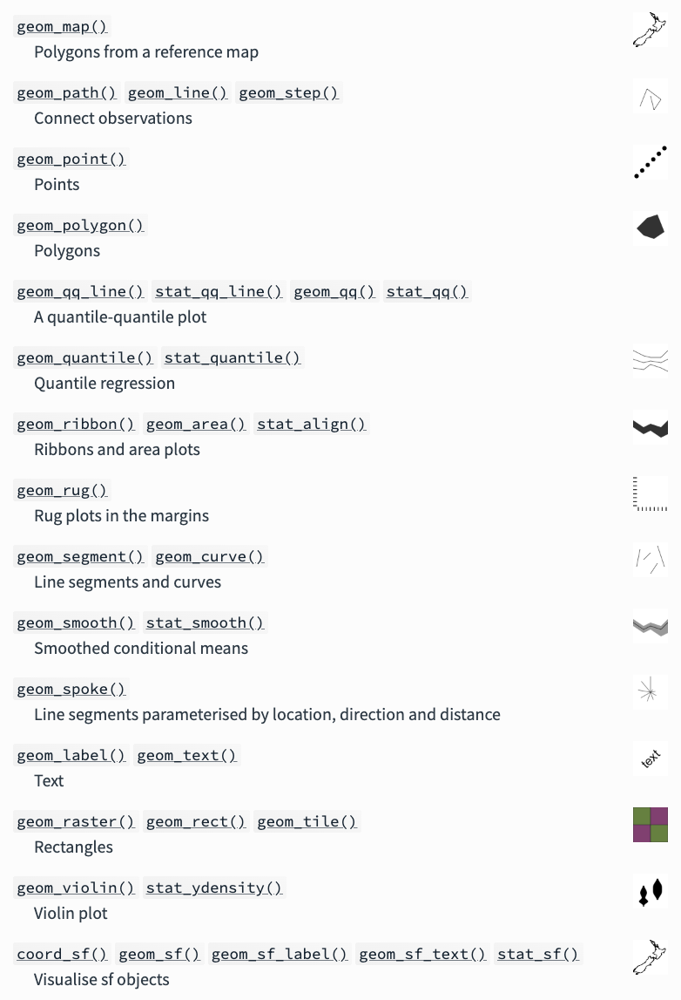 geom_map()
Polygons from a reference map
geom_path() geom_line() geom_step()
Connect observations
geom_point()
Points
geom_polygon()
Polygons
geom_qq_line() stat_qq_line() geom_qq() stat_qq()
A quantile-quantile plot
geom_quantile() stat_quantile()
Quantile regression
geom_ribbon() geom_area() stat_align()
Ribbons and area plots
geom_rug()
Rug plots in the margins
geom_segment() geom_curve()
Line segments and curves
geom_smooth() stat_smooth()
Smoothed conditional means
geom_spoke()
Line segments parameterised by location, direction and distance
geom_label() geom_text()
text
Text
geom_raster() geom_rect() geom_tile()
Rectangles
geom_violin() stat_ydensity()
Violin plot
coord_sf() geom_sf() geom_sf_label() geom_sf_text() stat_sf()
Visualise sf objects